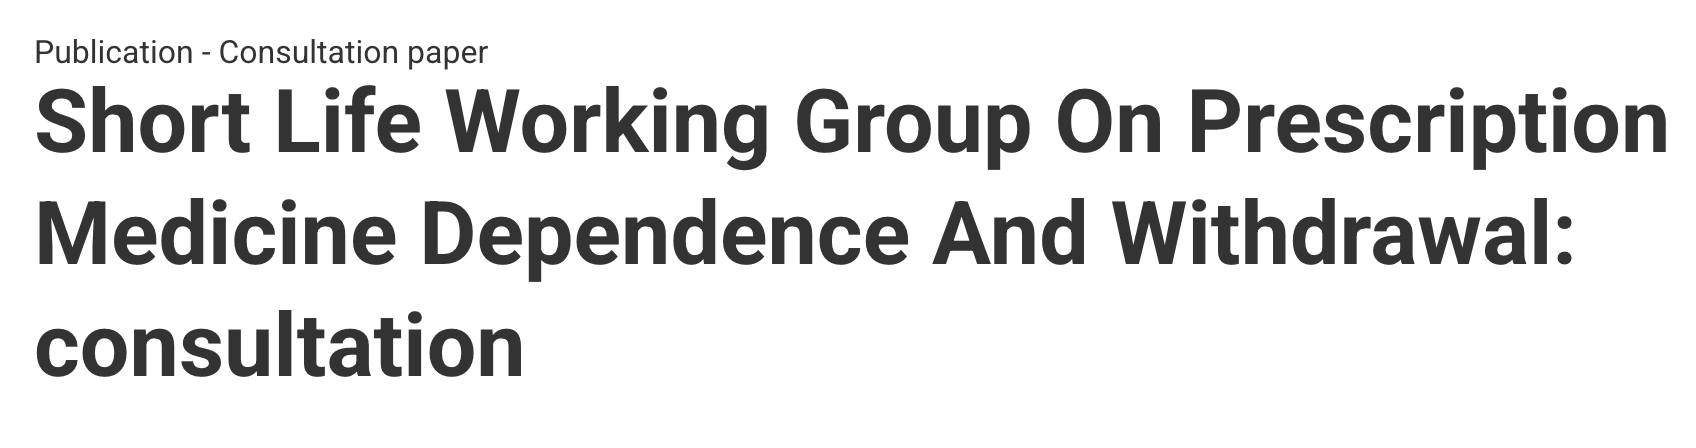 Publication - Consultation paper
Short Life Working Group On Prescription
Medicine Dependence And Withdrawal:
consultation